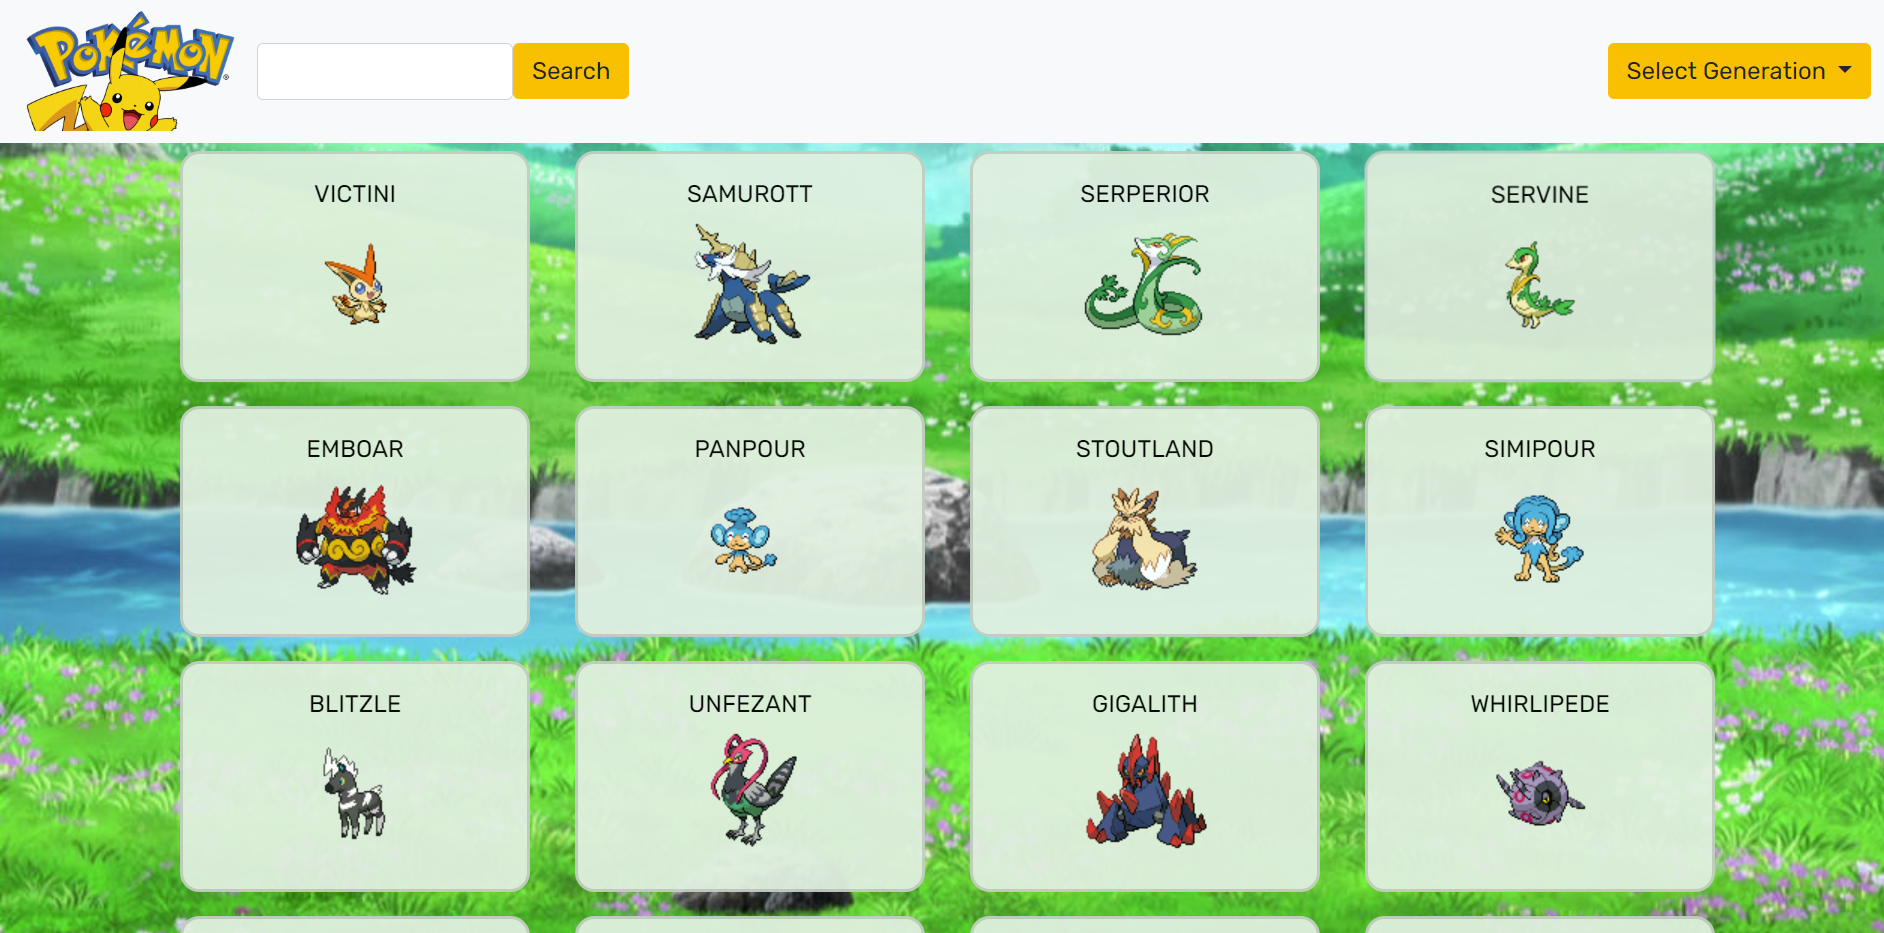 Pokémon
Search
Select Generation
VICTINI
SAMUROTT
SERPERIOR
SERVINE
EMBOAR
PANPOUR
STOUTLAND
SIMIPOUR
BLITZLE
UNFEZANT
GIGALITH
WHIRLIPEDE